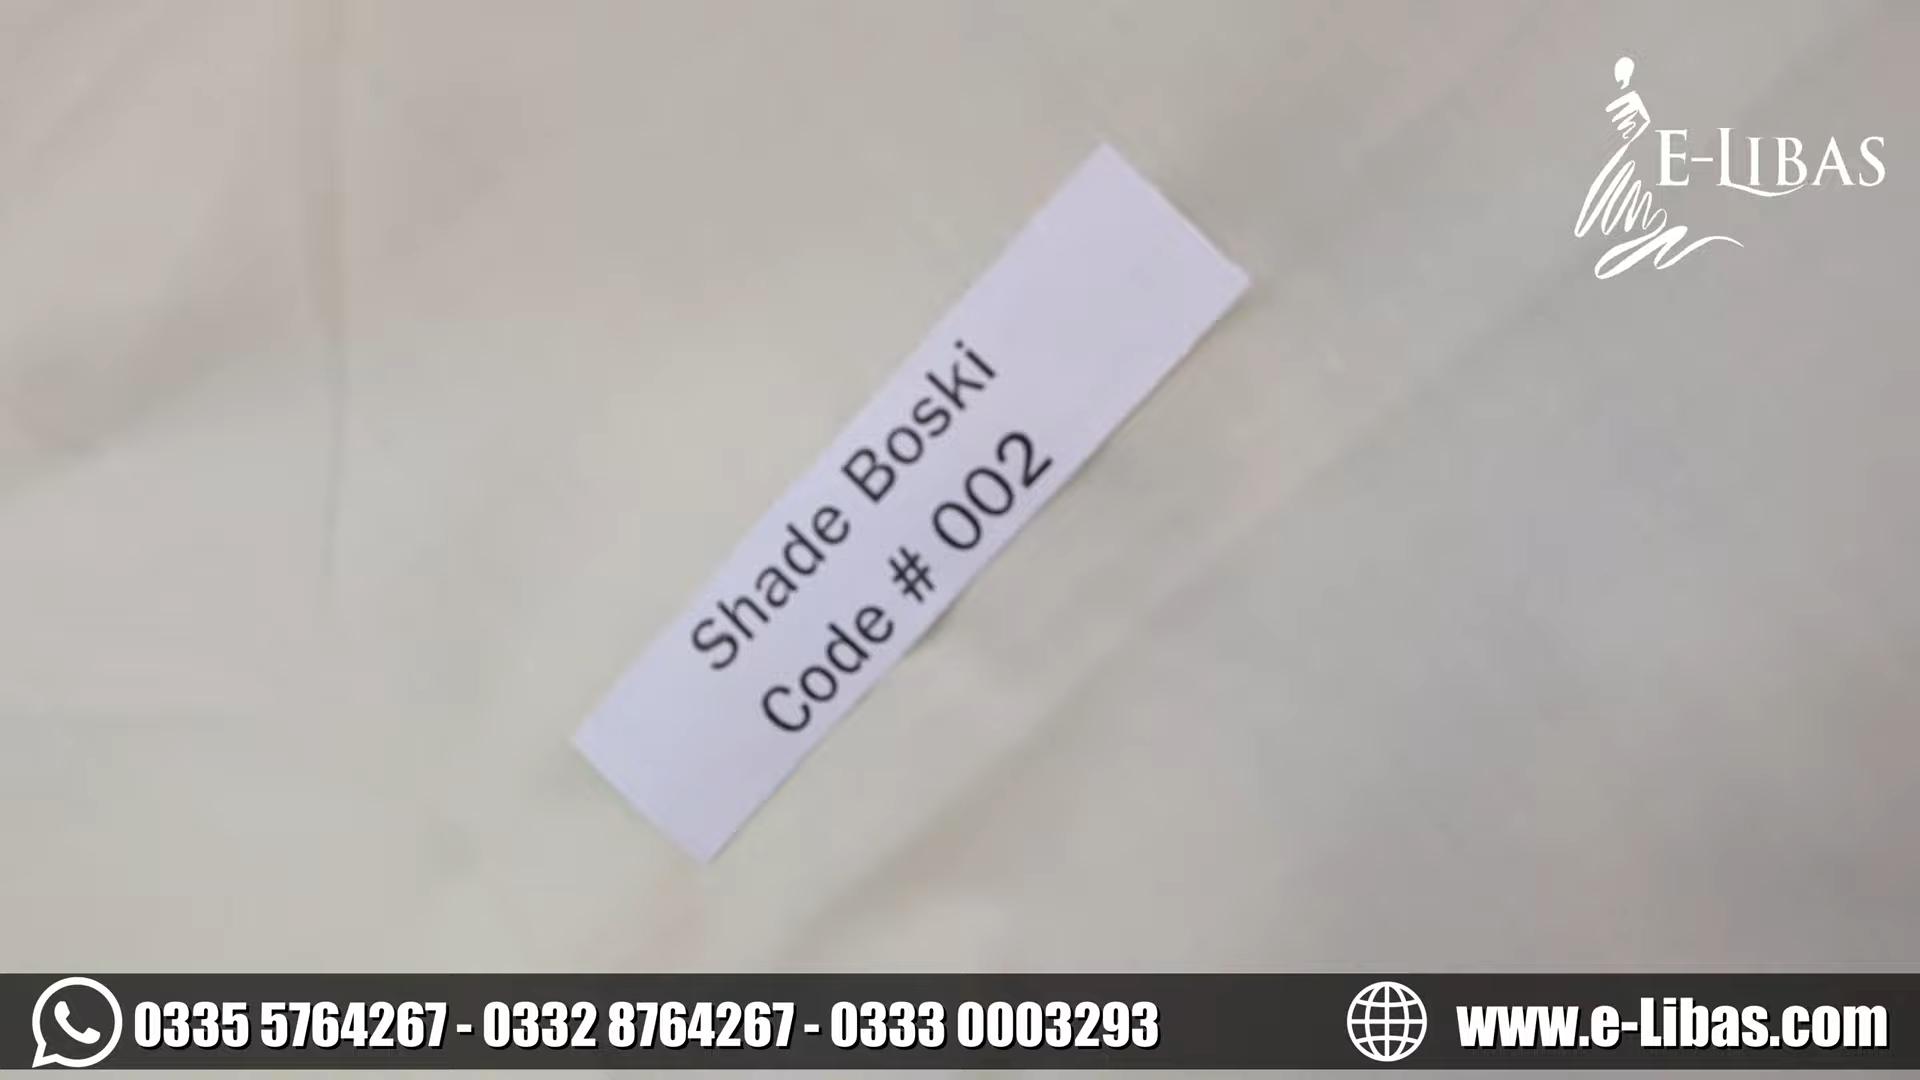 E-LIBAS
Shade Boski
Code # 002
0335 5764267 - 0332 8764267 - 0333 0003293
www.e-Libas.com